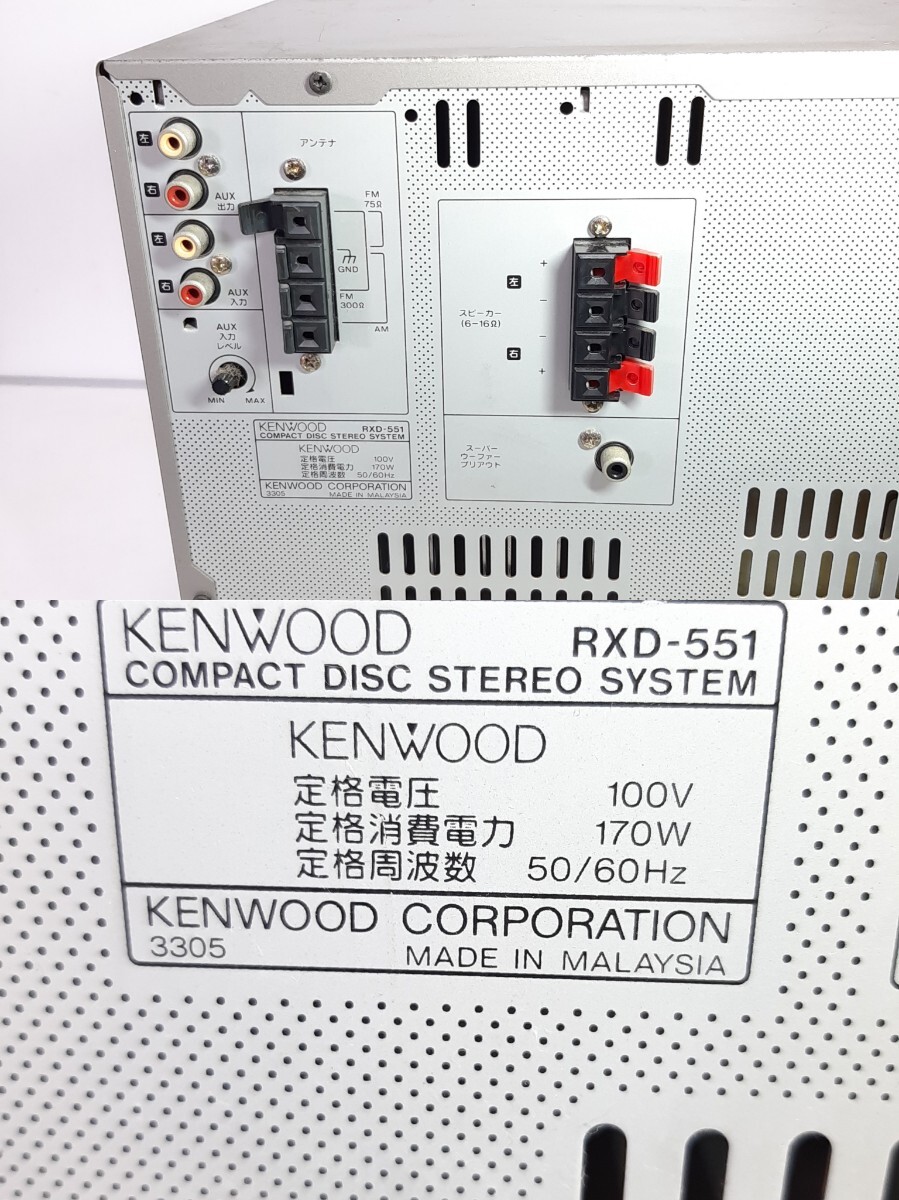 アンテナ
左
右
AUX
出力
左
右
AUX
入力
AUX
入力
レベル
MIN MAX
FM
75Ω
GND
FM
300Ω
AM
+
左
−
スピーカー
(6-16Ω)
−
右
+
スーパー
ウーファー
プリアウト
KENWOOD RXD-551
COMPACT DISC STEREO SYSTEM
KENWOOD
定格電圧 100V
定格消費電力 170W
定格周波数 50/60Hz
KENWOOD CORPORATION
3305 MADE IN MALAYSIA
KENWOOD RXD-551
COMPACT DISC STEREO SYSTEM
KENWOOD
定格電圧 100V
定格消費電力 170W
定格周波数 50/60Hz
KENWOOD CORPORATION
3305 MADE IN MALAYSIA